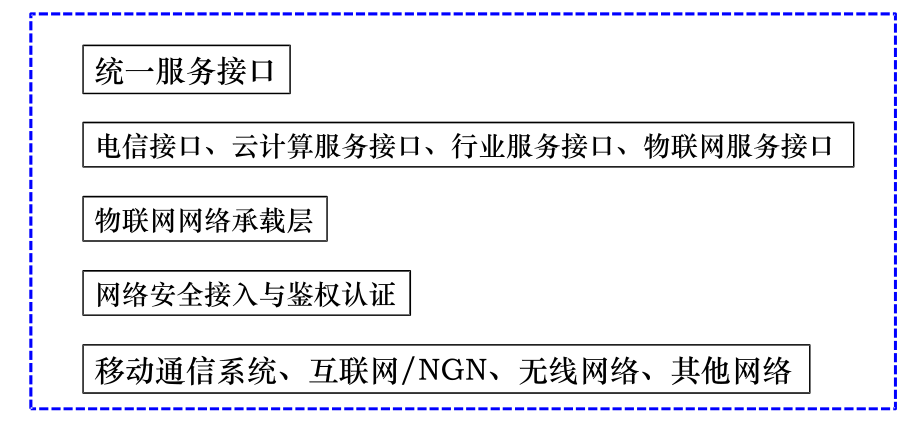 统一服务接口
电信接口、云计算服务接口、行业服务接口、物联网服务接口
物联网网络承载层
网络安全接入与鉴权认证
移动通信系统、互联网/NGN、无线网络、其他网络